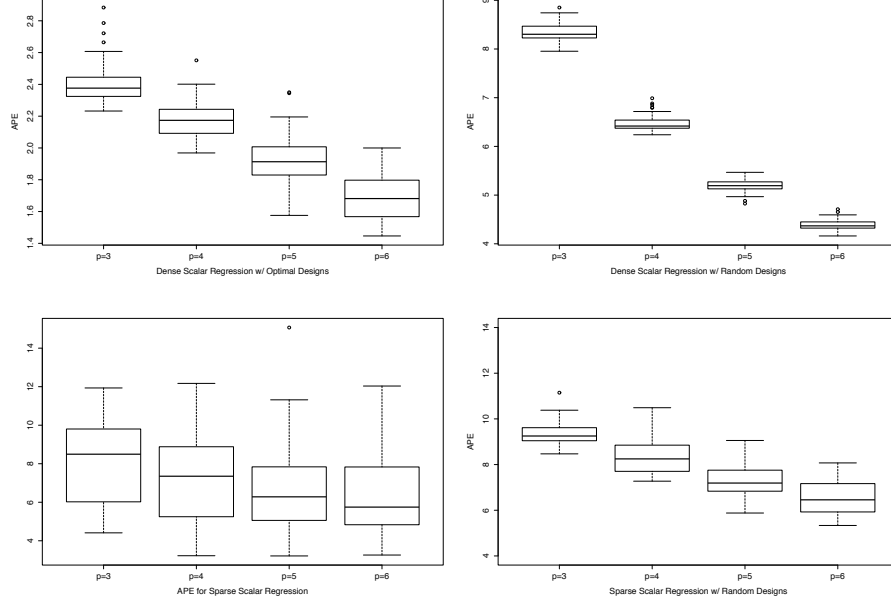 2.8
2.6
2.4
2.2
2.0
1.8
1.6
1.4
APE
p=3 p=4 p=5 p=6
Dense Scalar Regression w/ Optimal Designs
9
8
7
6
5
4
APE
p=3 p=4 p=5 p=6
Dense Scalar Regression w/ Random Designs
14
12
10
8
6
4
p=3 p=4 p=5 p=6
APE for Sparse Scalar Regression
14
12
10
8
6
4
APE
p=3 p=4 p=5 p=6
Sparse Scalar Regression w/ Random Designs